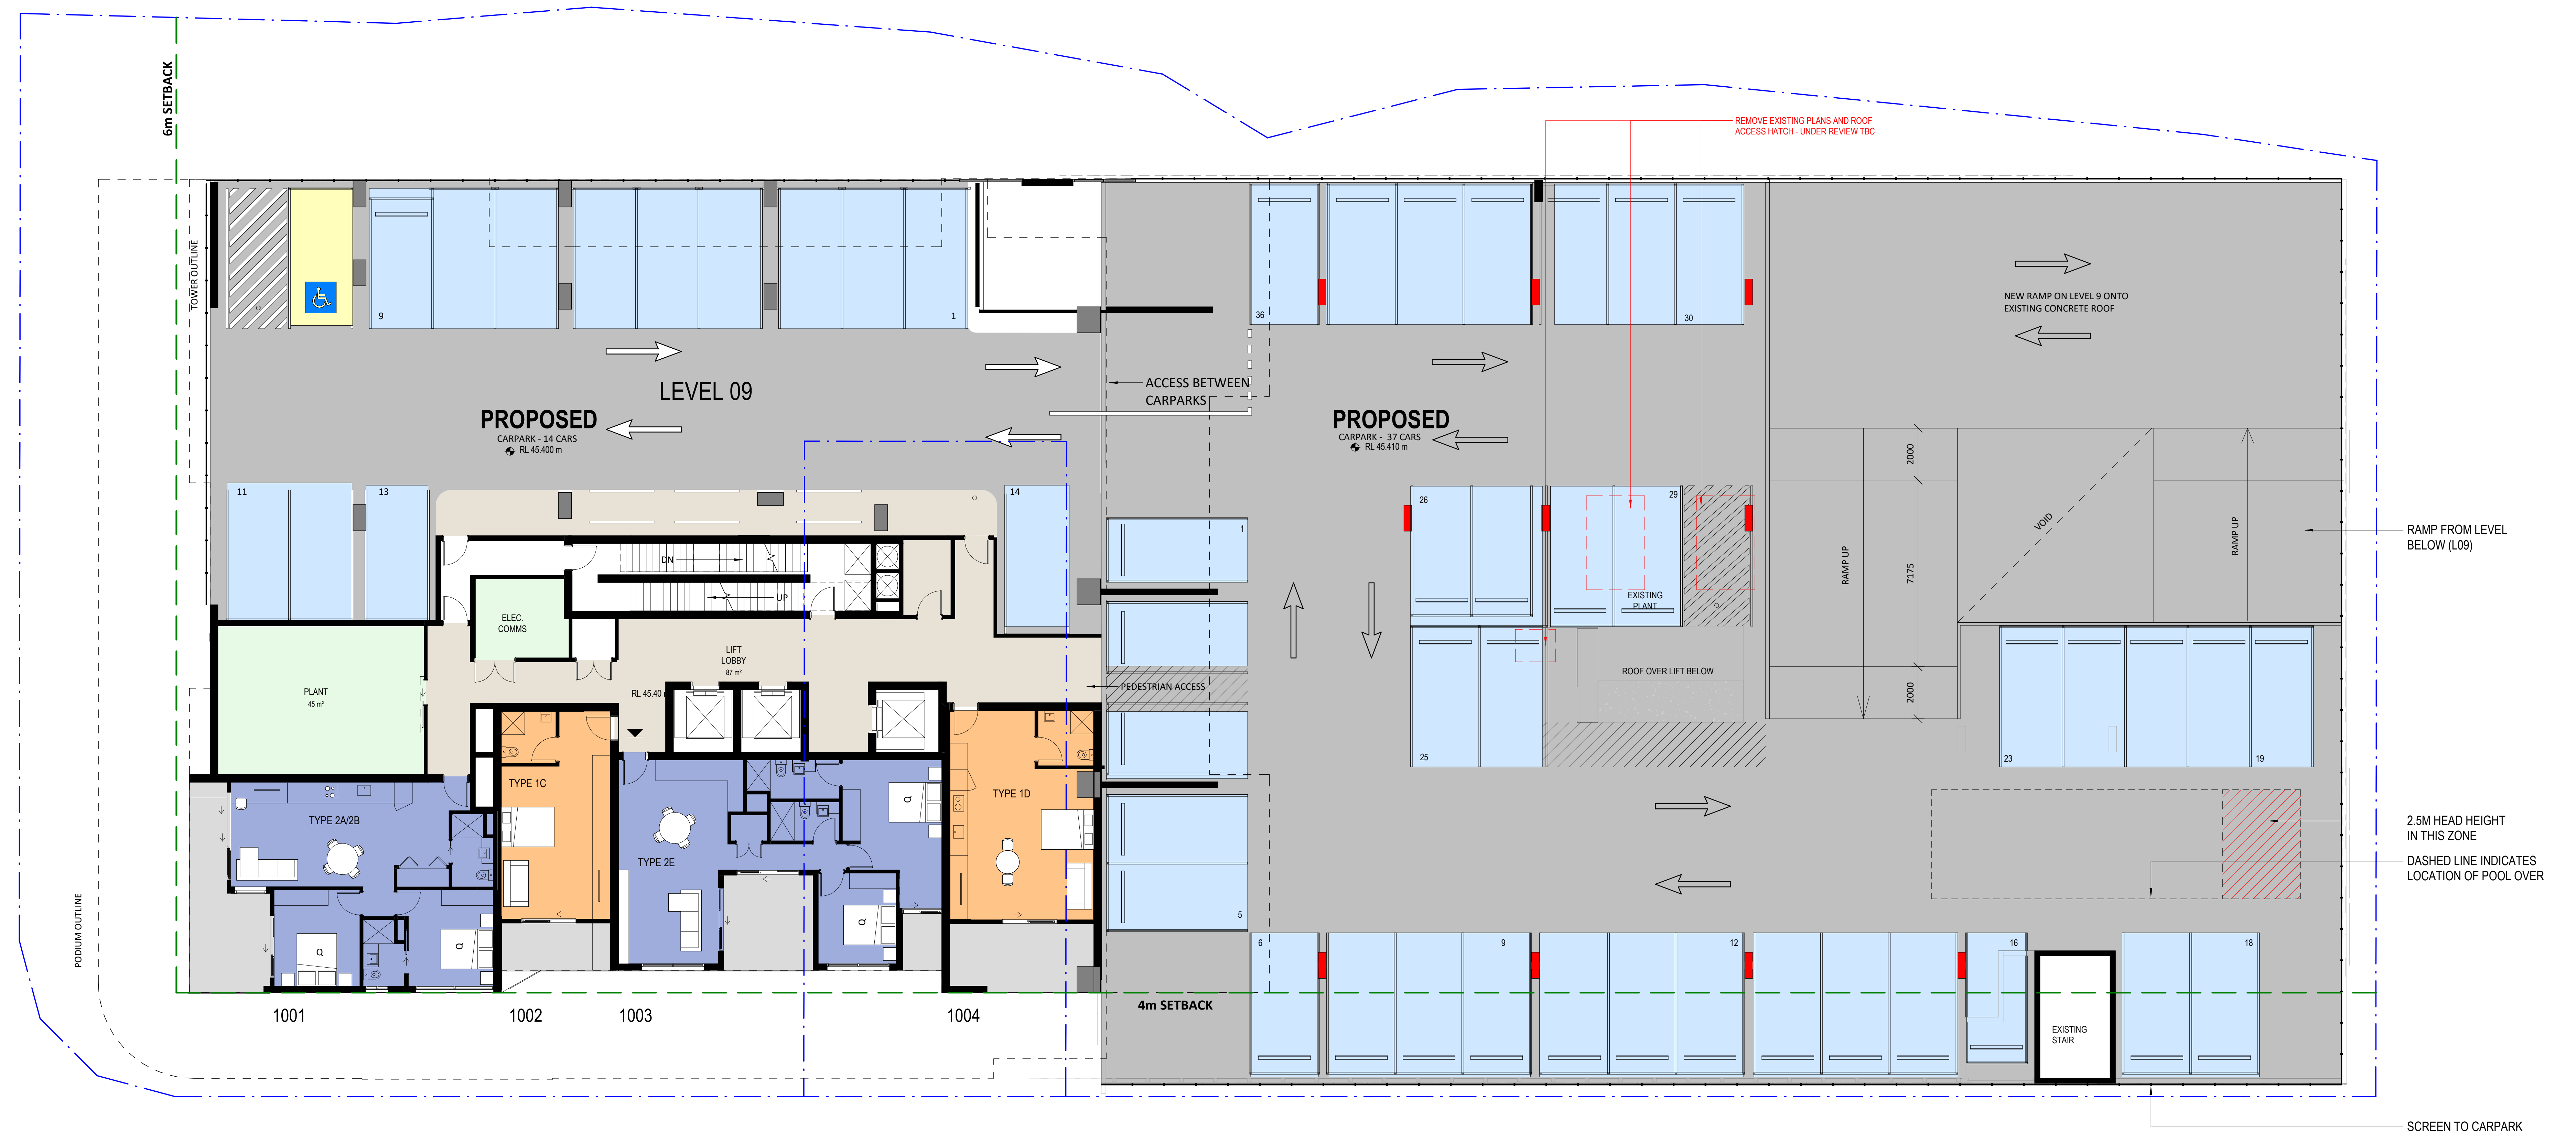 6m SETBACK
REMOVE EXISTING PLANS AND ROOF
ACCESS HATCH - UNDER REVIEW TBC
TOWER OUTLINE
9
1
36
30
NEW RAMP ON LEVEL 9 ONTO
EXISTING CONCRETE ROOF
LEVEL 09
PROPOSED
CARPARK - 14 CARS
RL 45.400 m
ACCESS BETWEEN
CARPARKS
PROPOSED
CARPARK - 37 CARS
RL 45.410 m
2000
7175
2000
11
13
14
1
26
29
EXISTING
PLANT
RAMP UP
VOID
RAMP UP
RAMP FROM LEVEL
BELOW (L09)
DN
UP
ELEC.
COMMS
LIFT
LOBBY
87 m²
RL 45.40
PLANT
45 m²
PEDESTRIAN ACCESS
ROOF OVER LIFT BELOW
25
23
19
TYPE 1C
TYPE 1D
TYPE 2A/2B
TYPE 2E
Q
Q
Q
Q
2.5M HEAD HEIGHT
IN THIS ZONE
DASHED LINE INDICATES
LOCATION OF POOL OVER
PODIUM OUTLINE
5
6
9
12
16
18
4m SETBACK
1001
1002
1003
1004
EXISTING
STAIR
SCREEN TO CARPARK